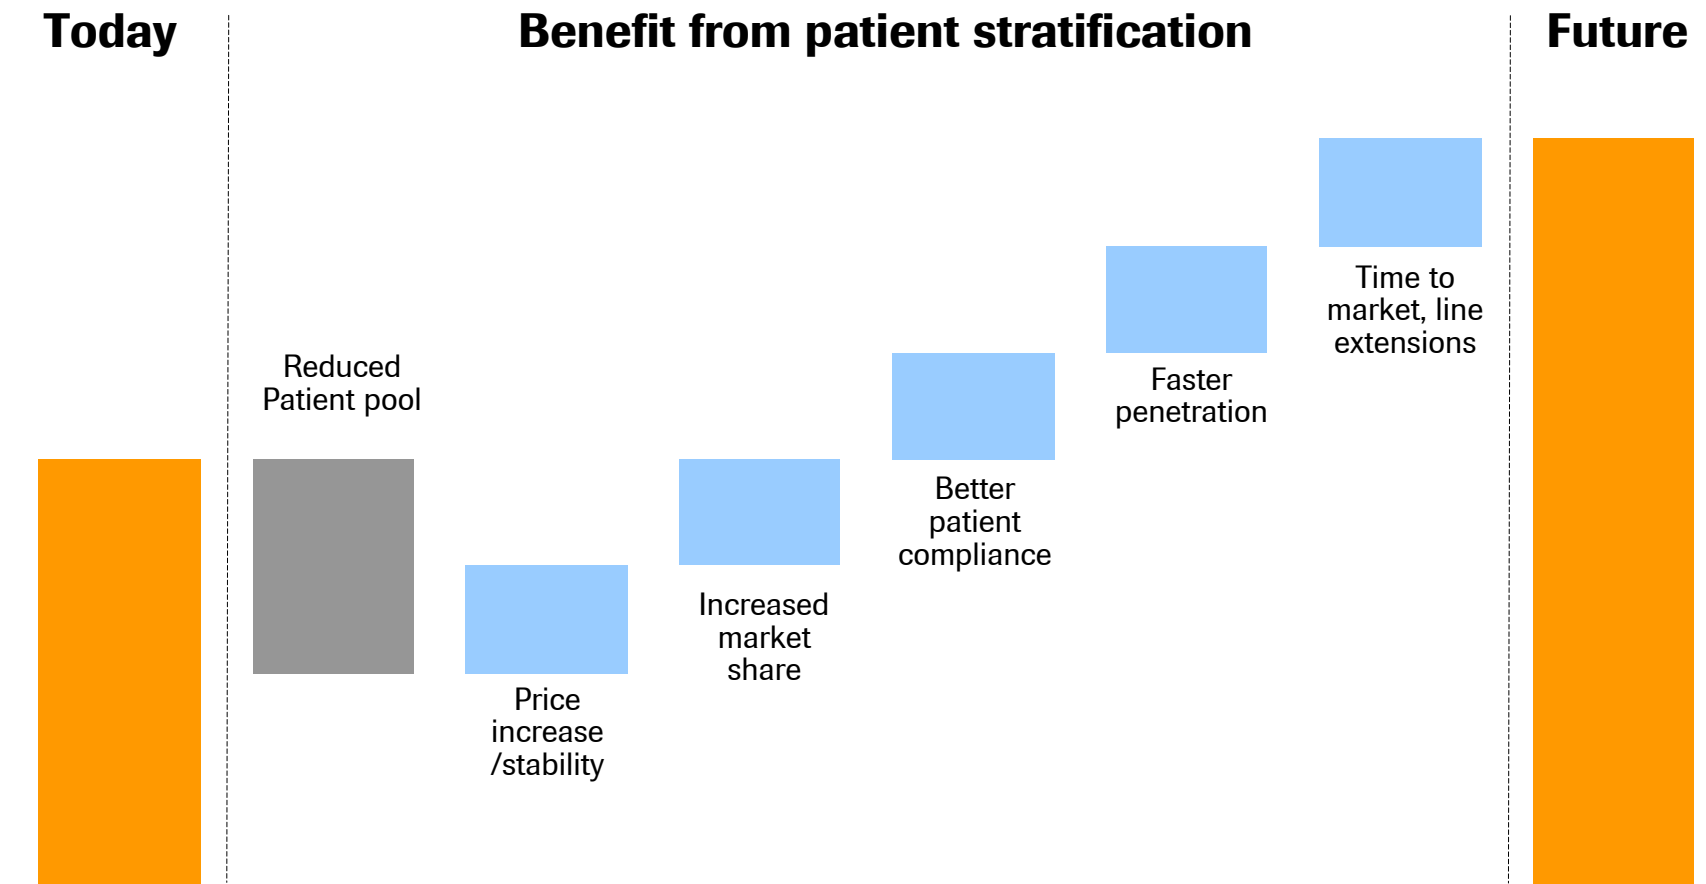 Today
Benefit from patient stratification
Future
Reduced
Patient pool
Price
increase
/stability
Increased
market
share
Better
patient
compliance
Faster
penetration
Time to
market, line
extensions